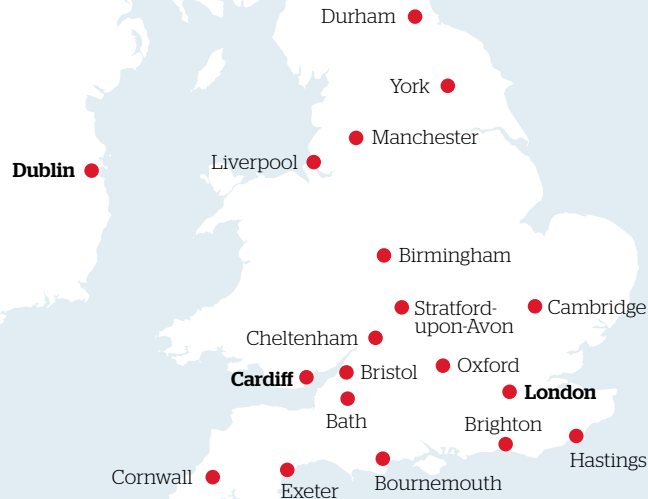 Durham
York
Manchester
Liverpool
Dublin
Birmingham
Stratford-
upon-Avon
Cambridge
Cheltenham
Oxford
Bristol
Cardiff
London
Bath
Brighton
Hastings
Cornwall
Bournemouth
Exeter